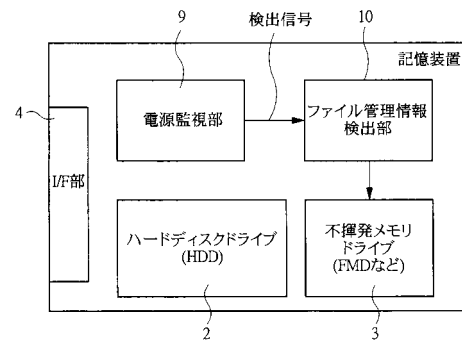 9
検出信号
10
記憶装置
4
電源監視部
ファイル管理情報
検出部
I/F部
ハードディスクドライブ
(HDD)
不揮発メモリ
ドライブ
(FMDなど)
2
3